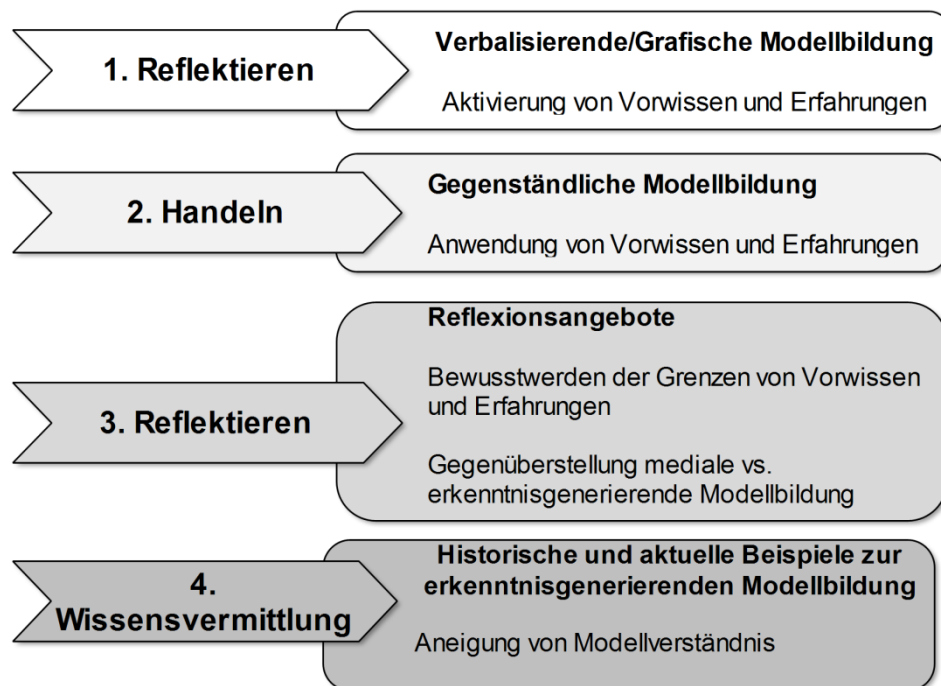 1. Reflektieren
Verbalisierende/Grafische Modellbildung
Aktivierung von Vorwissen und Erfahrungen
2. Handeln
Gegenständliche Modellbildung
Anwendung von Vorwissen und Erfahrungen
3. Reflektieren
Reflexionsangebote
Bewusstwerden der Grenzen von Vorwissen
und Erfahrungen
Gegenüberstellung mediale vs.
erkenntnisgenerierende Modellbildung
4.
Wissensvermittlung
Historische und aktuelle Beispiele zur
erkenntnisgenerierenden Modellbildung
Aneigung von Modellverständnis